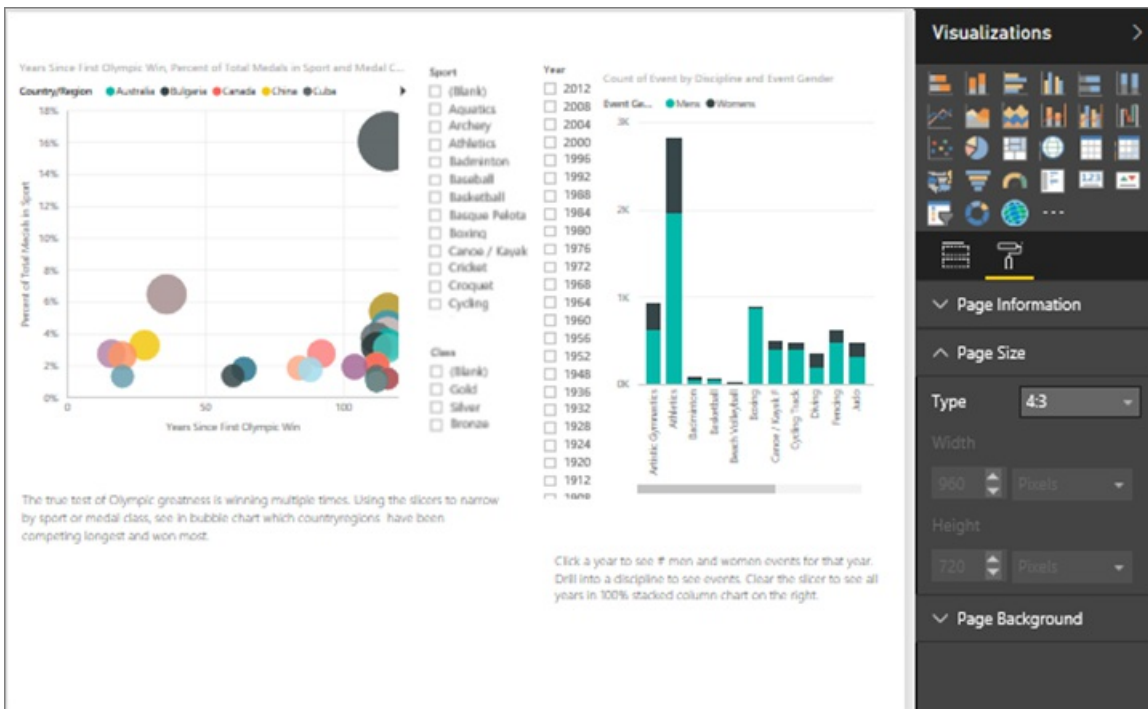 Years Since First Olympic Win, Percent of Total Medals in Sport and Medal C...
Country/Region Australia Bulgaria Canada China Cuba
18%
16%
14%
12%
10%
8%
6%
4%
2%
0%
Percent of Total Medals in Sport
0 50 100
Years Since First Olympic Win
Sport
(Blank)
Aquatics
Archery
Athletics
Badminton
Baseball
Basketball
Basque Pelota
Boxing
Canoe / Kayak
Cricket
Croquet
Cycling
Class
(Blank)
Gold
Silver
Bronze
Year
2012
2008
2004
2000
1996
1992
1988
1984
1980
1976
1972
1968
1964
1960
1956
1952
1948
1936
1932
1928
1924
1920
1912
1908
Count of Event by Discipline and Event Gender
Event Ge... Mens Womens
3K
2K
1K
0K
Artistic Gymnastics
Athletics
Badminton
Basketball
Beach Volleyball
Boxing
Canoe / Kayak F
Cycling Track
Diving
Fencing
Judo
The true test of Olympic greatness is winning multiple times. Using the slicers to narrow
by sport or medal class, see in bubble chart which countryregions have been
competing longest and won most.
Click a year to see # men and women events for that year.
Drill into a discipline to see events. Clear the slicer to see all
years in 100% stacked column chart on the right.
Visualizations
123
Page Information
Page Size
Type 4:3
Width
960 Pixels
Height
720 Pixels
Page Background